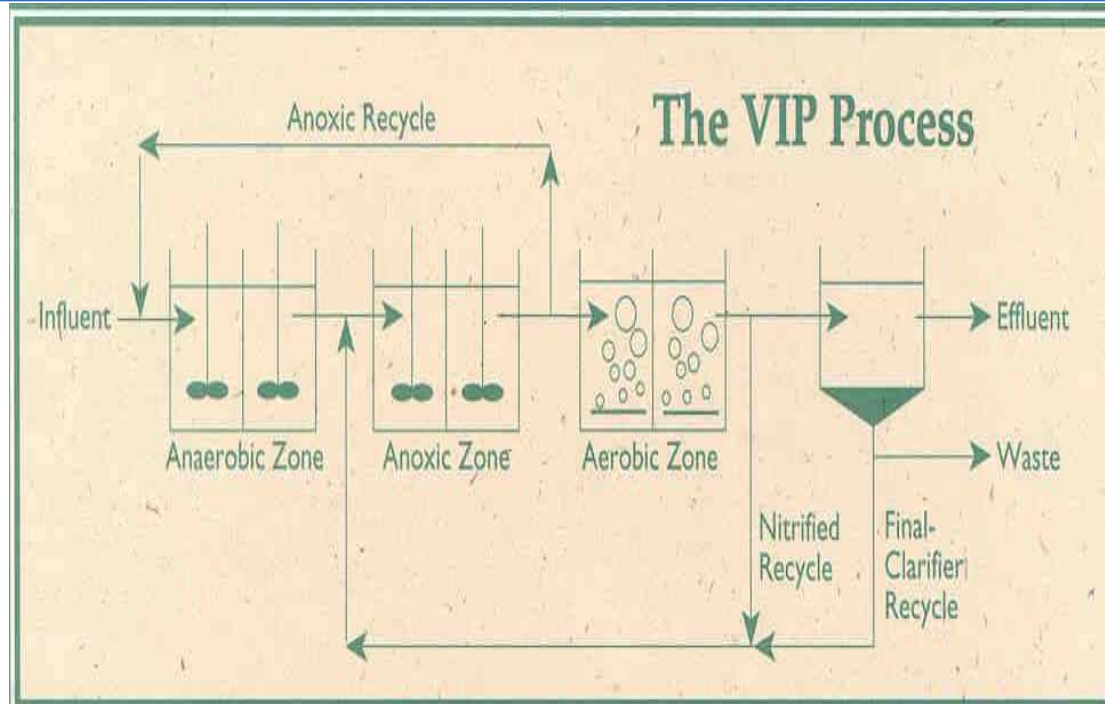 The VIP Process
Anoxic Recycle
Influent
Anaerobic Zone
Anoxic Zone
Aerobic Zone
Effluent
Waste
Nitrified
Recycle
Final-
Clarifier
Recycle